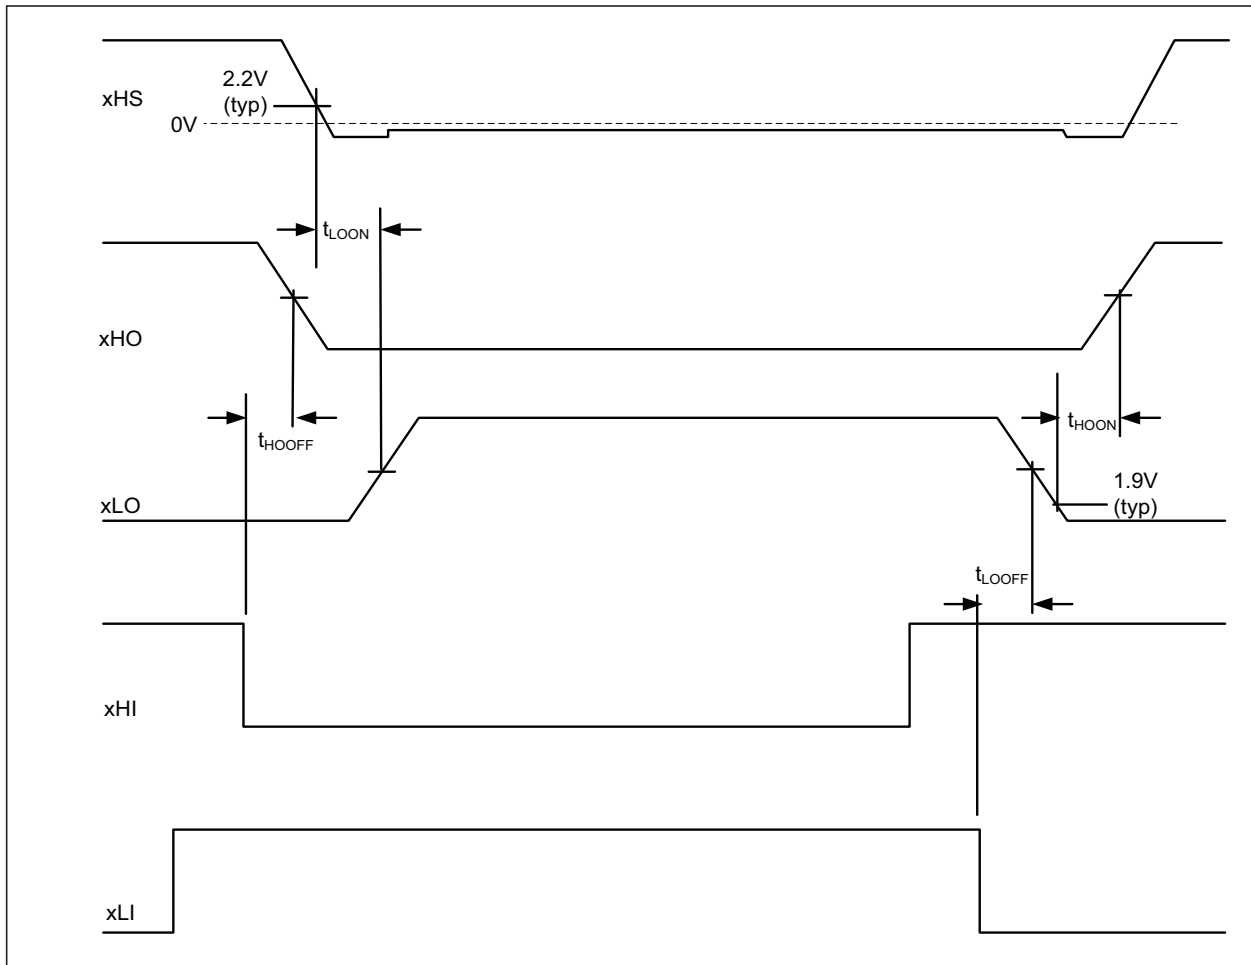 2.2V
(typ)
xHS
0V
tLOON
xHO
tHOOFF
tHOON
xLO
1.9V
(typ)
tLOOFF
xHI
xLI